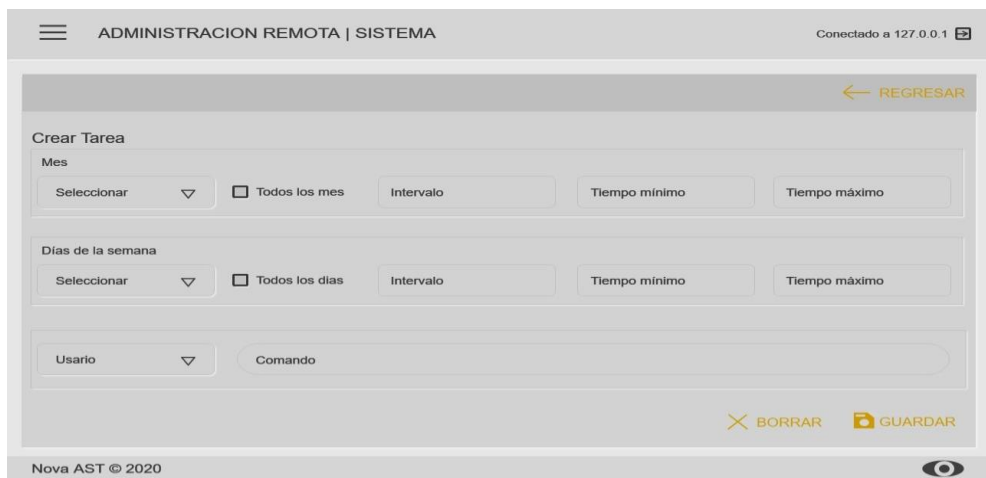 ADMINISTRACION REMOTA | SISTEMA
Conectado a 127.0.0.1
REGRESAR
Crear Tarea
Mes
Seleccionar
Todos los mes
Intervalo
Tiempo mínimo
Tiempo máximo
Días de la semana
Seleccionar
Todos los dias
Intervalo
Tiempo mínimo
Tiempo máximo
Usario
Comando
BORRAR
GUARDAR
Nova AST © 2020